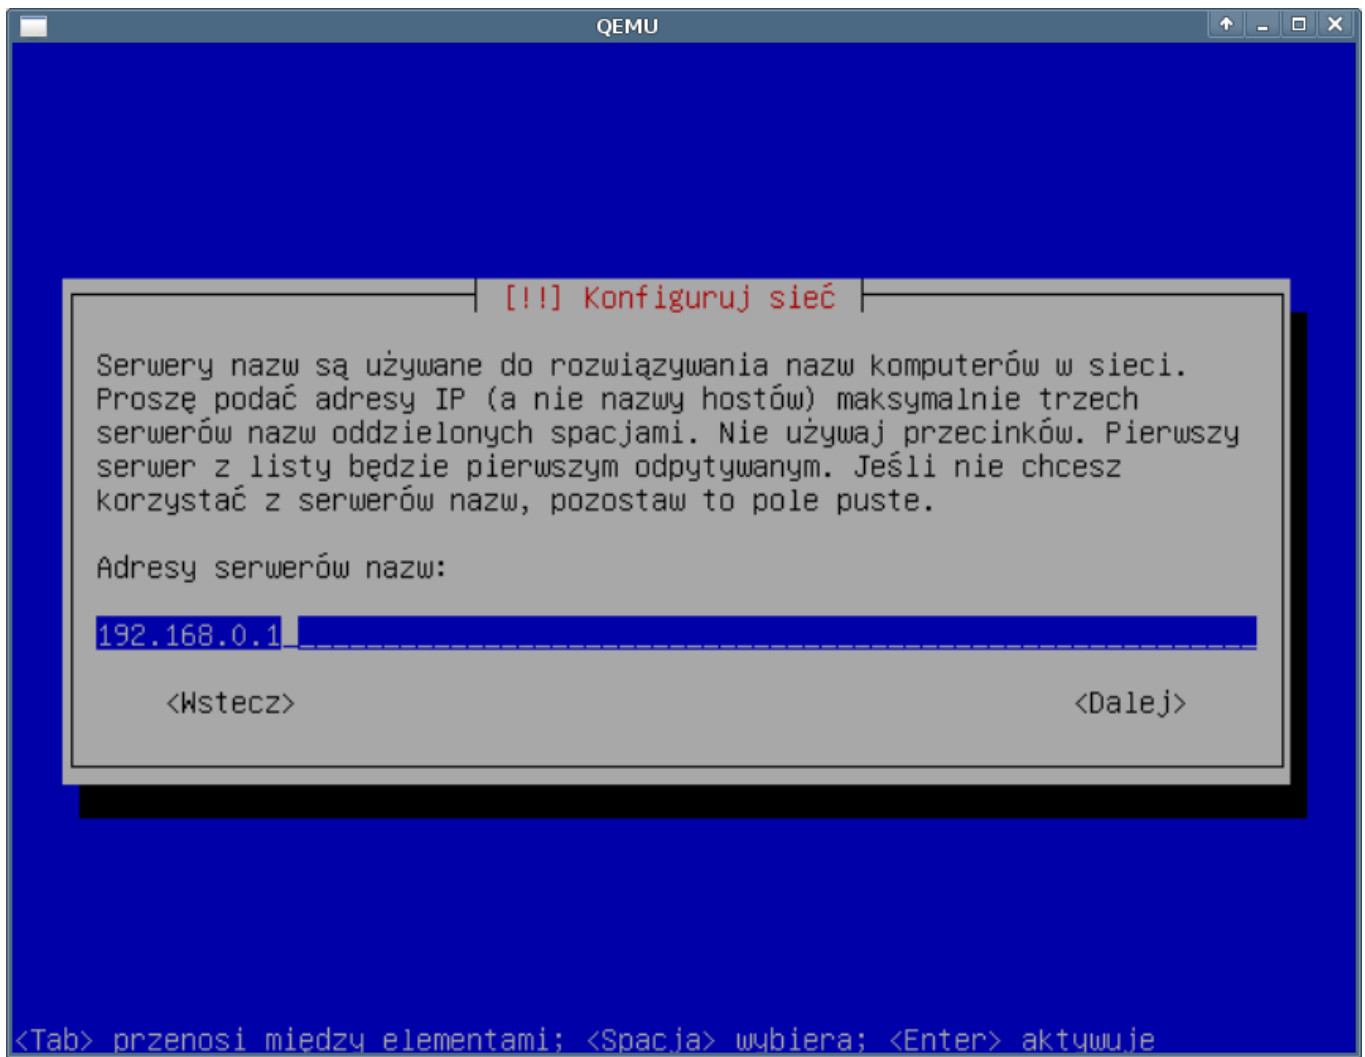 QEMU
[!!] Konfiguruj sieć
Serwery nazw są używane do rozwiązywania nazw komputerów w sieci.
Proszę podać adresy IP (a nie nazwy hostów) maksymalnie trzech
serwerów nazw oddzielonych spacjami. Nie używaj przecinków. Pierwszy
serwer z listy będzie pierwszym odpytywanym. Jeśli nie chcesz
korzystać z serwerów nazw, pozostaw to pole puste.
Adresy serwerów nazw:
192.168.0.1
<Wstecz> <Dalej>
<Tab> przenosi między elementami; <Spacja> wybiera; <Enter> aktywuje